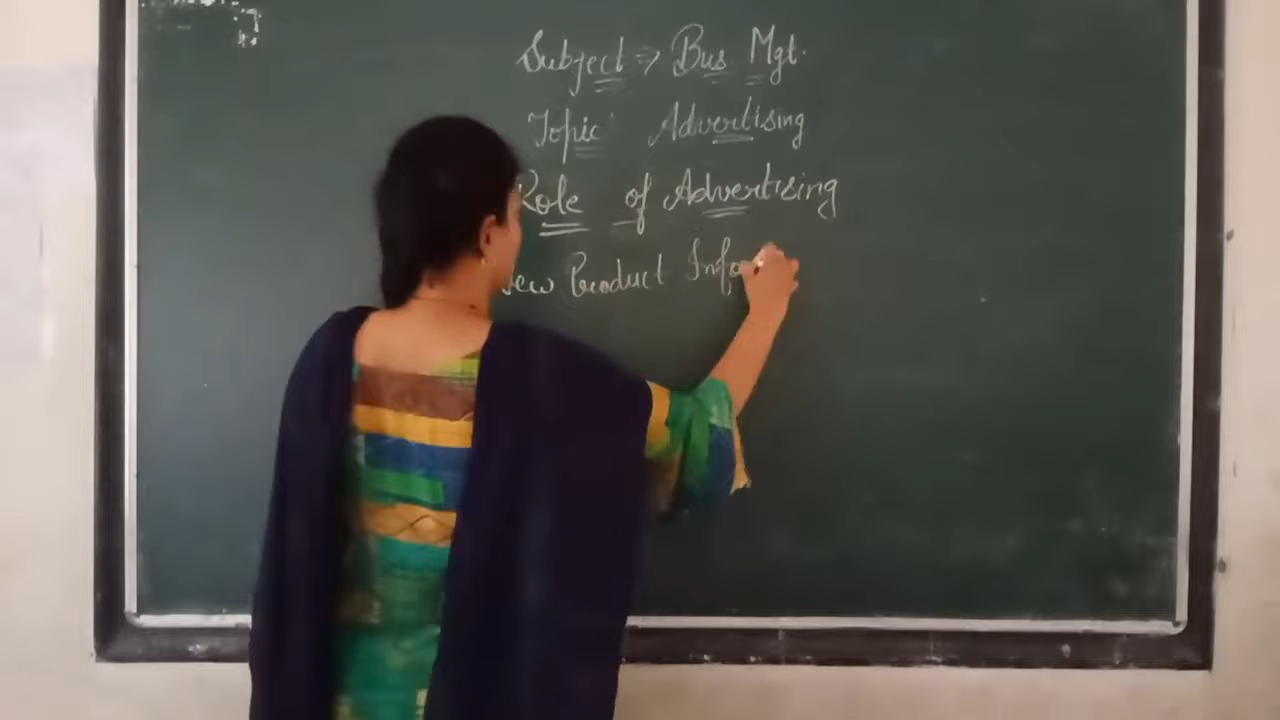 Subject ⇒ Bus Mgt.
Topic Advertising
Role of Advertising
New Product Info